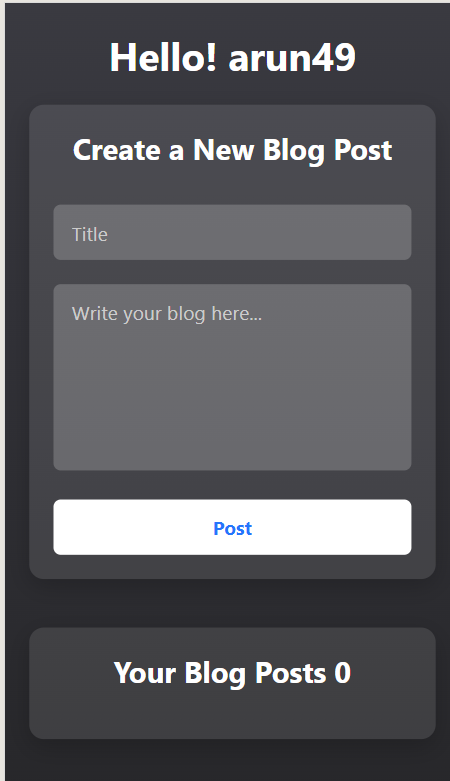 Hello! arun49
Create a New Blog Post
Title
Write your blog here...
Post
Your Blog Posts 0